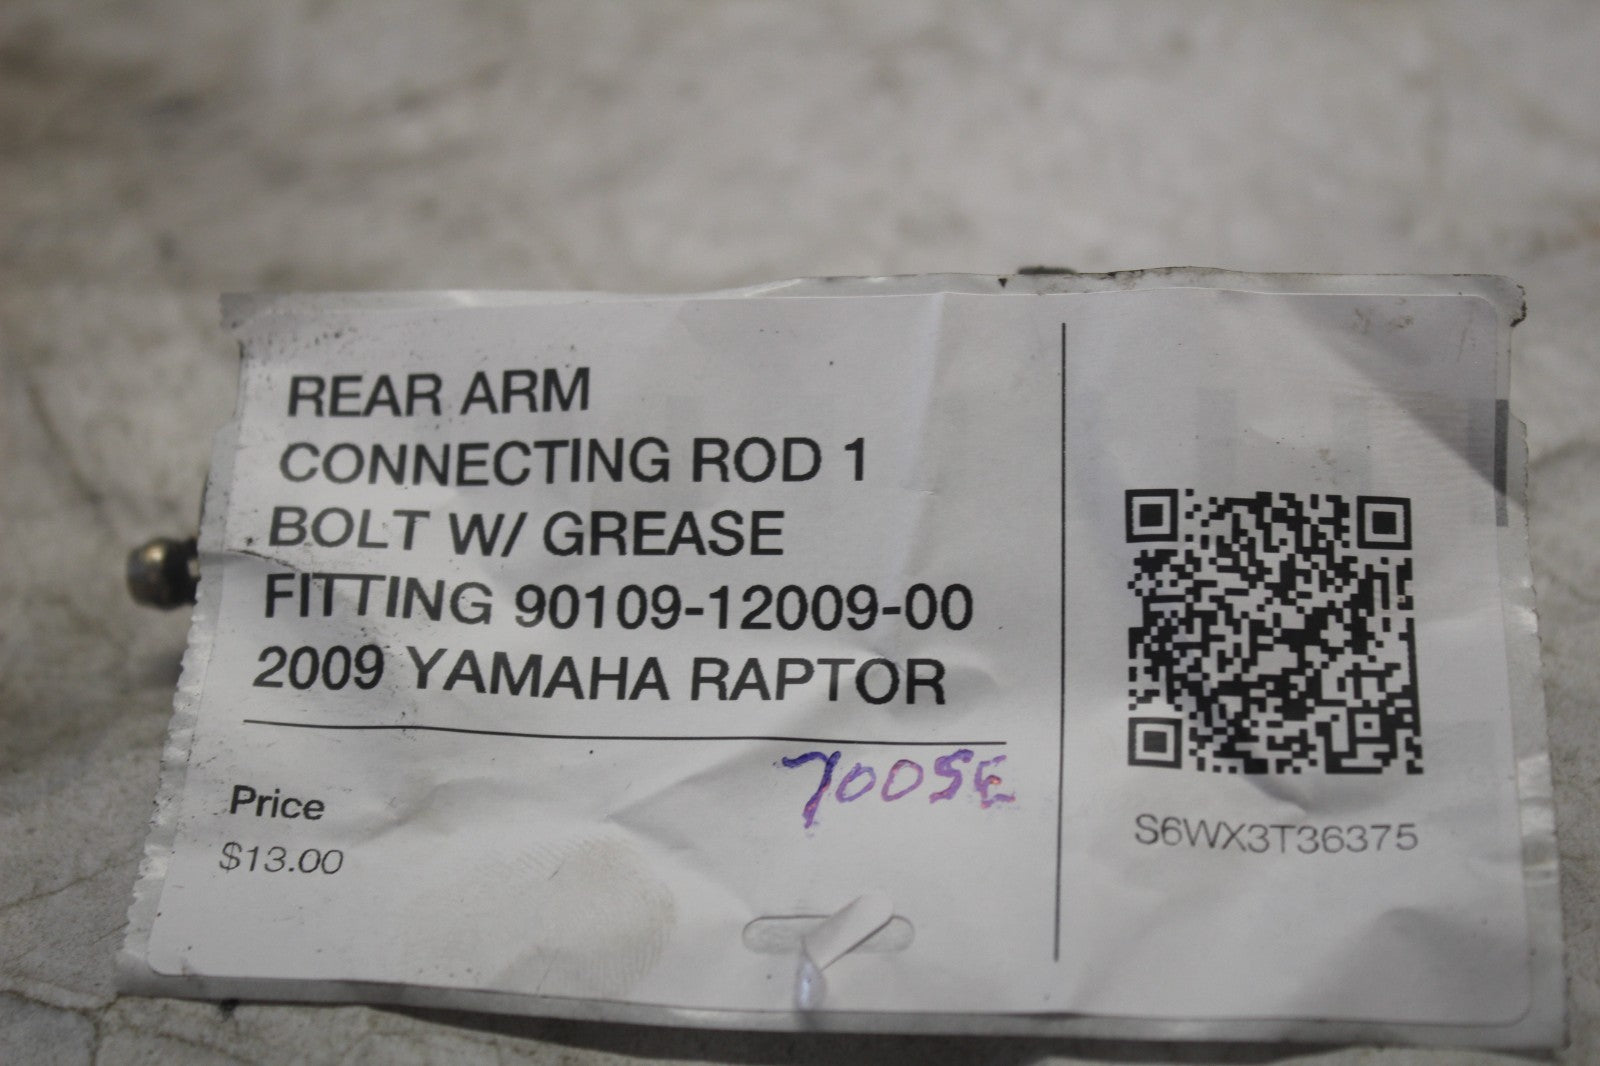 REAR ARM
CONNECTING ROD 1
BOLT W/ GREASE
FITTING 90109-12009-00
2009 YAMAHA RAPTOR
700SE
Price
$13.00
S6WX3T36375